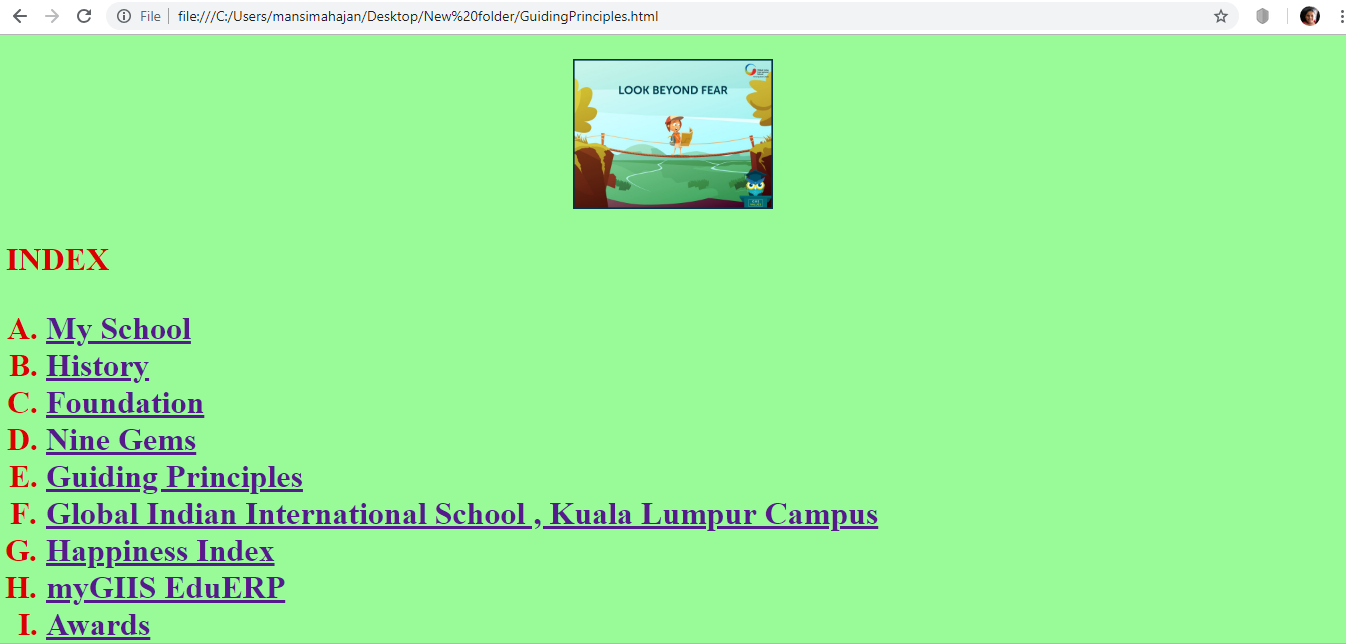 File
file:///C:/Users/mansimahajan/Desktop/New%20folder/GuidingPrinciples.html
LOOK BEYOND FEAR
INDEX
A. My School
B. History
C. Foundation
D. Nine Gems
E. Guiding Principles
F. Global Indian International School , Kuala Lumpur Campus
G. Happiness Index
H. myGIIS EduERP
I. Awards